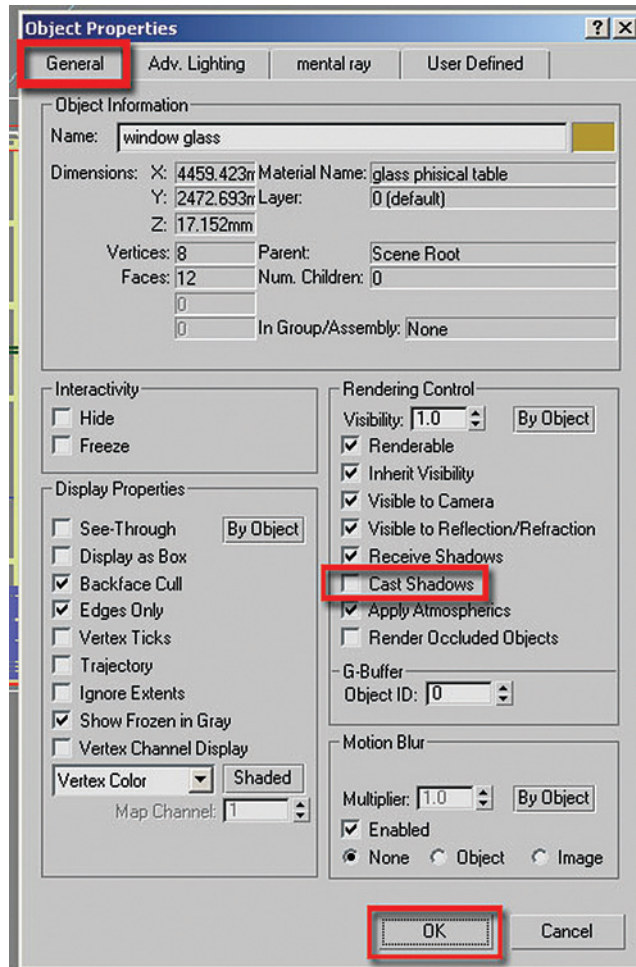 Object Properties
General Adv. Lighting mental ray User Defined
Object Information
Name: window glass
Dimensions: X: 4459.423m Material Name: glass phisical table
Y: 2472.693m Layer: 0 (default)
Z: 17.152mm
Vertices: 8 Parent: Scene Root
Faces: 12 Num. Children: 0
0
0 In Group/Assembly: None
Interactivity
Hide
Freeze
Display Properties
See-Through By Object
Display as Box
Backface Cull
Edges Only
Vertex Ticks
Trajectory
Ignore Extents
Show Frozen in Gray
Vertex Channel Display
Vertex Color Shaded
Map Channel: 1
Rendering Control
Visibility: 1.0 By Object
Renderable
Inherit Visibility
Visible to Camera
Visible to Reflection/Refraction
Receive Shadows
Cast Shadows
Apply Atmospherics
Render Occluded Objects
G-Buffer
Object ID: 0
Motion Blur
Multiplier: 1.0 By Object
Enabled
None Object Image
OK Cancel